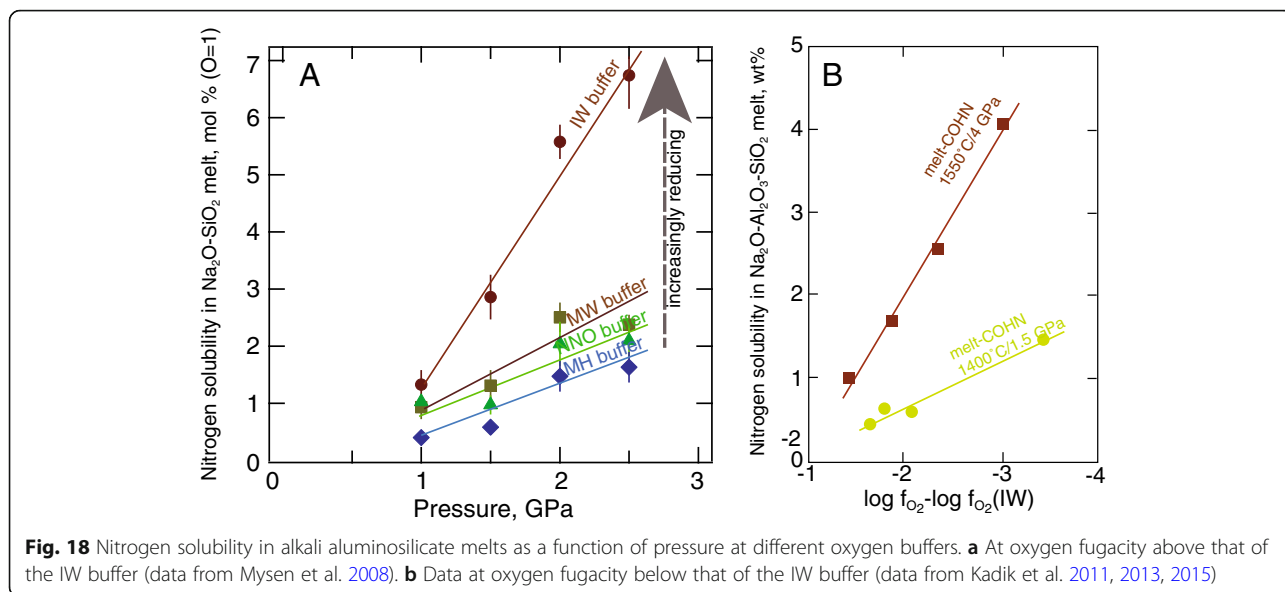 A
Nitrogen solubility in Na₂O-SiO₂ melt, mol % (O=1)
7
6
5
4
3
2
1
0
0
1
2
3
Pressure, GPa
IW buffer
MW buffer
NNO buffer
MH buffer
increasingly reducing
B
Nitrogen solubility in Na₂O-Al₂O₃-SiO₂ melt, wt%
5
4
3
2
1
-2
0
-1
-2
-3
-4
log f_O₂-log f_O₂(IW)
melt-COHN
1550˚C/4 GPa
melt-COHN
1400˚C/1.5 GPa
Fig. 18 Nitrogen solubility in alkali aluminosilicate melts as a function of pressure at different oxygen buffers. a At oxygen fugacity above that of
the IW buffer (data from Mysen et al. 2008). b Data at oxygen fugacity below that of the IW buffer (data from Kadik et al. 2011, 2013, 2015)